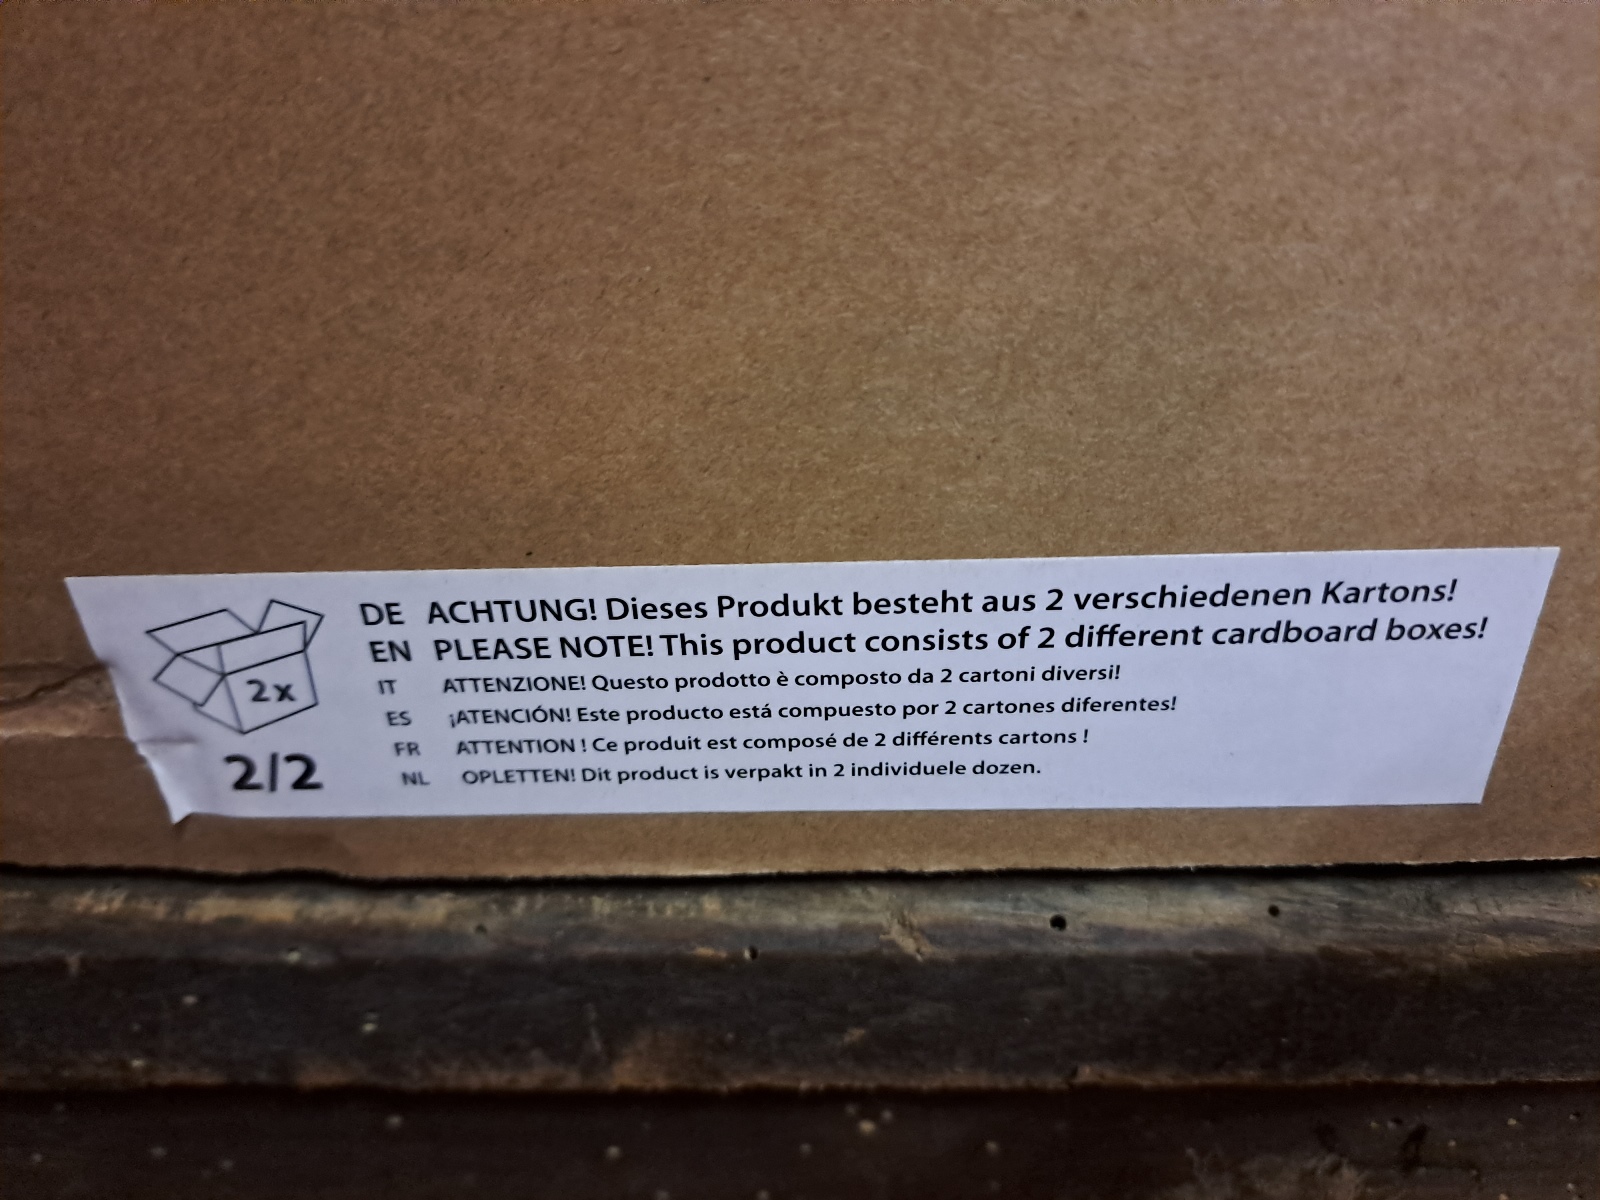 DE ACHTUNG! Dieses Produkt besteht aus 2 verschiedenen Kartons!
EN PLEASE NOTE! This product consists of 2 different cardboard boxes!
IT ATTENZIONE! Questo prodotto è composto da 2 cartoni diversi!
ES ¡ATENCIÓN! Este producto está compuesto por 2 cartones diferentes!
FR ATTENTION ! Ce produit est composé de 2 différents cartons !
NL OPLETTEN! Dit product is verpakt in 2 individuele dozen.
2x
2/2